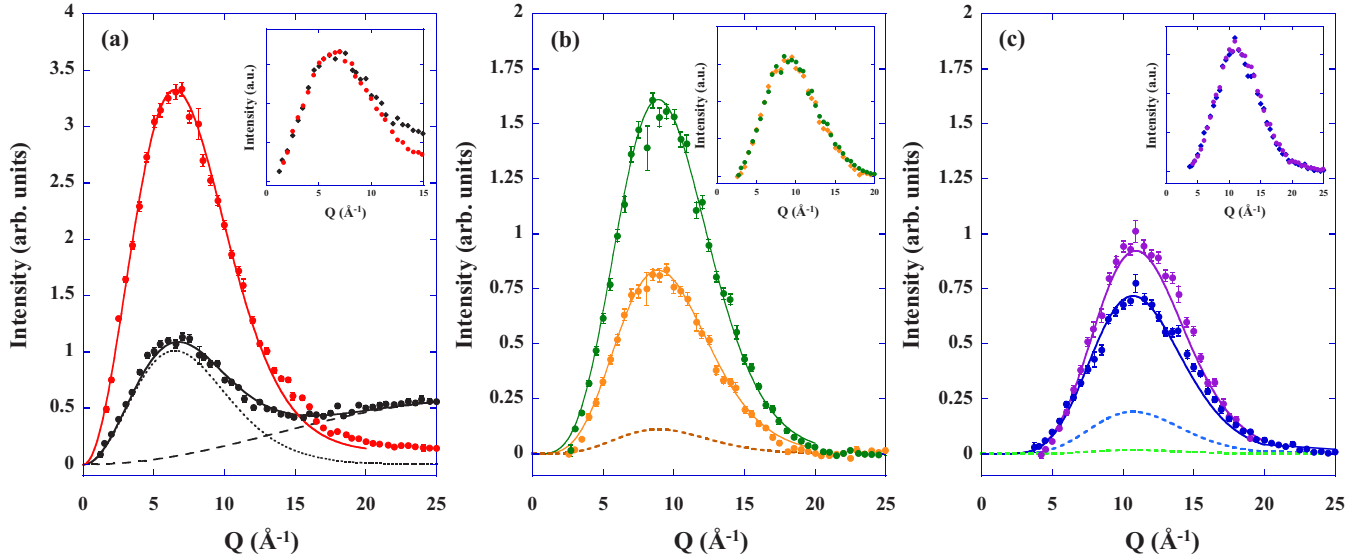 (a)
Intensity (arb. units)
4
3.5
3
2.5
2
1.5
1
0.5
0
0 5 10 15 20 25
Q (Å⁻¹)
Intensity (a.u.)
0 5 10 15
Q (Å⁻¹)
(b)
Intensity (arb. units)
2
1.75
1.5
1.25
1
0.75
0.5
0.25
0
0 5 10 15 20 25
Q (Å⁻¹)
Intensity (a.u.)
0 5 10 15 20
Q (Å⁻¹)
(c)
Intensity (arb. units)
2
1.75
1.5
1.25
1
0.75
0.5
0.25
0
0 5 10 15 20 25
Q (Å⁻¹)
Intensity (a.u.)
0 5 10 15 20 25
Q (Å⁻¹)